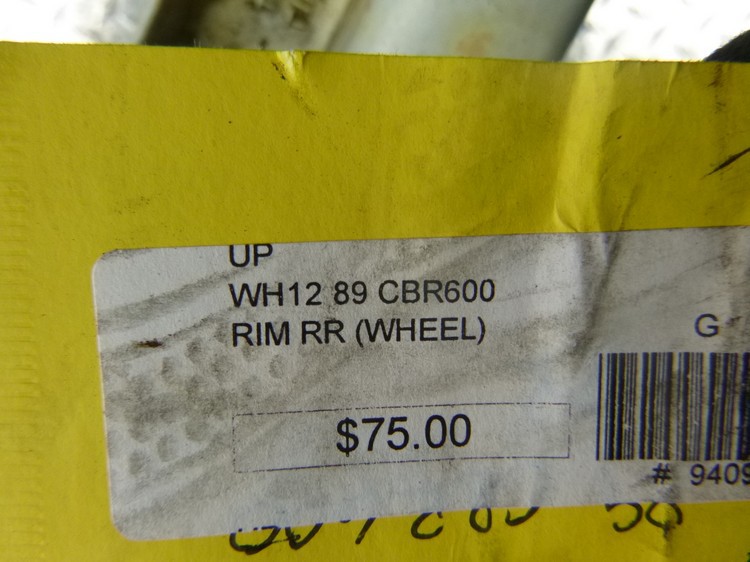 UP
WH12 89 CBR600
RIM RR (WHEEL)
G
$75.00
# 9409